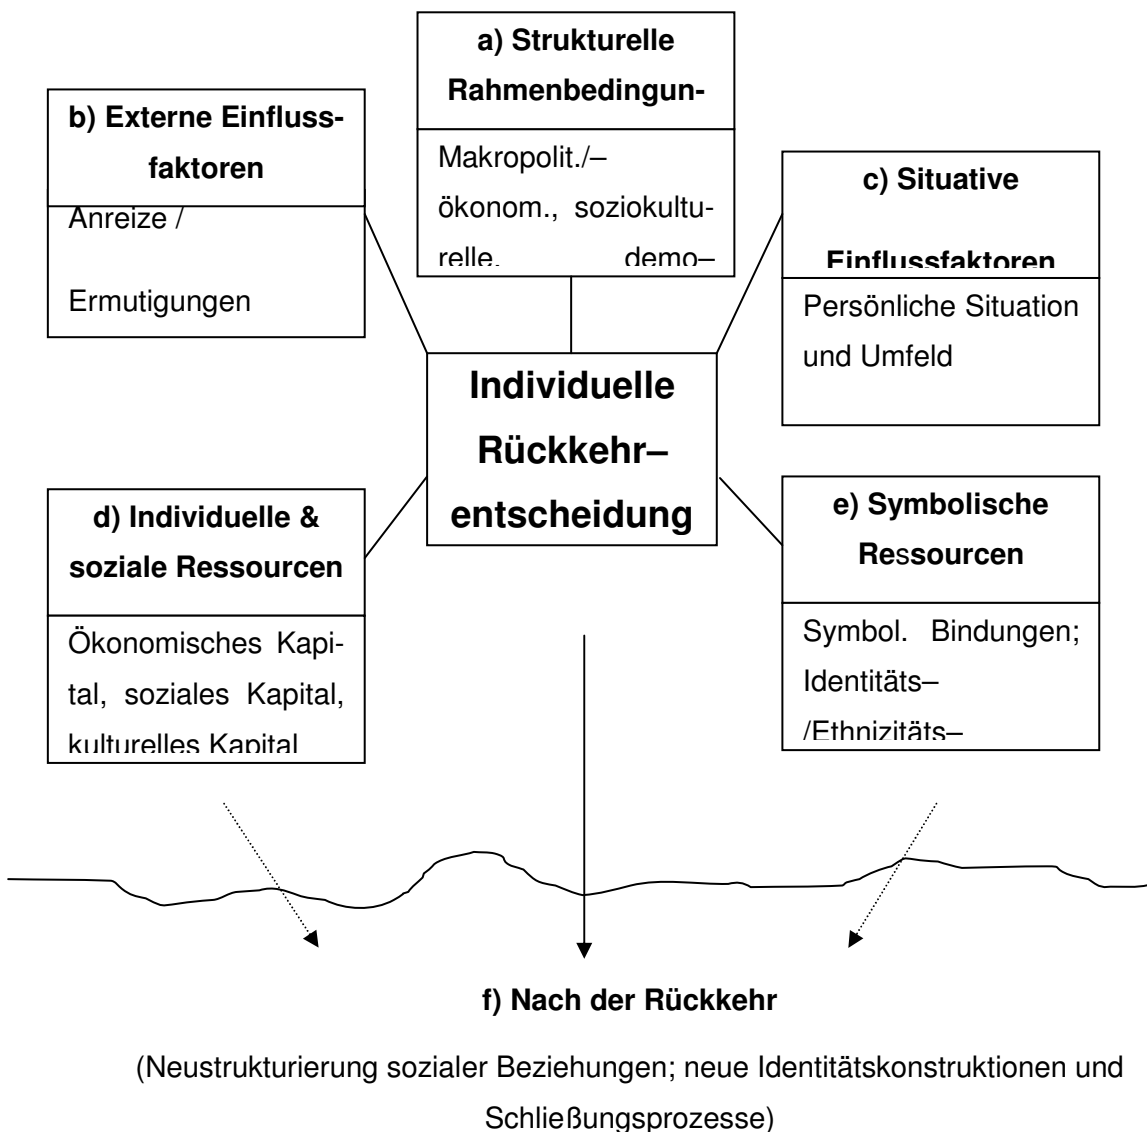 a) Strukturelle
Rahmenbedingun-
Makropolit./–
ökonom., soziokultu-
relle, demo–
b) Externe Einfluss-
faktoren
Anreize /
Ermutigungen
c) Situative
Einflussfaktoren
Persönliche Situation
und Umfeld
Individuelle
Rückkehr–
entscheidung
d) Individuelle &
soziale Ressourcen
Ökonomisches Kapi-
tal, soziales Kapital,
kulturelles Kapital
e) Symbolische
Ressourcen
Symbol. Bindungen;
Identitäts–
/Ethnizitäts–
f) Nach der Rückkehr
(Neustrukturierung sozialer Beziehungen; neue Identitätskonstruktionen und
Schließungsprozesse)